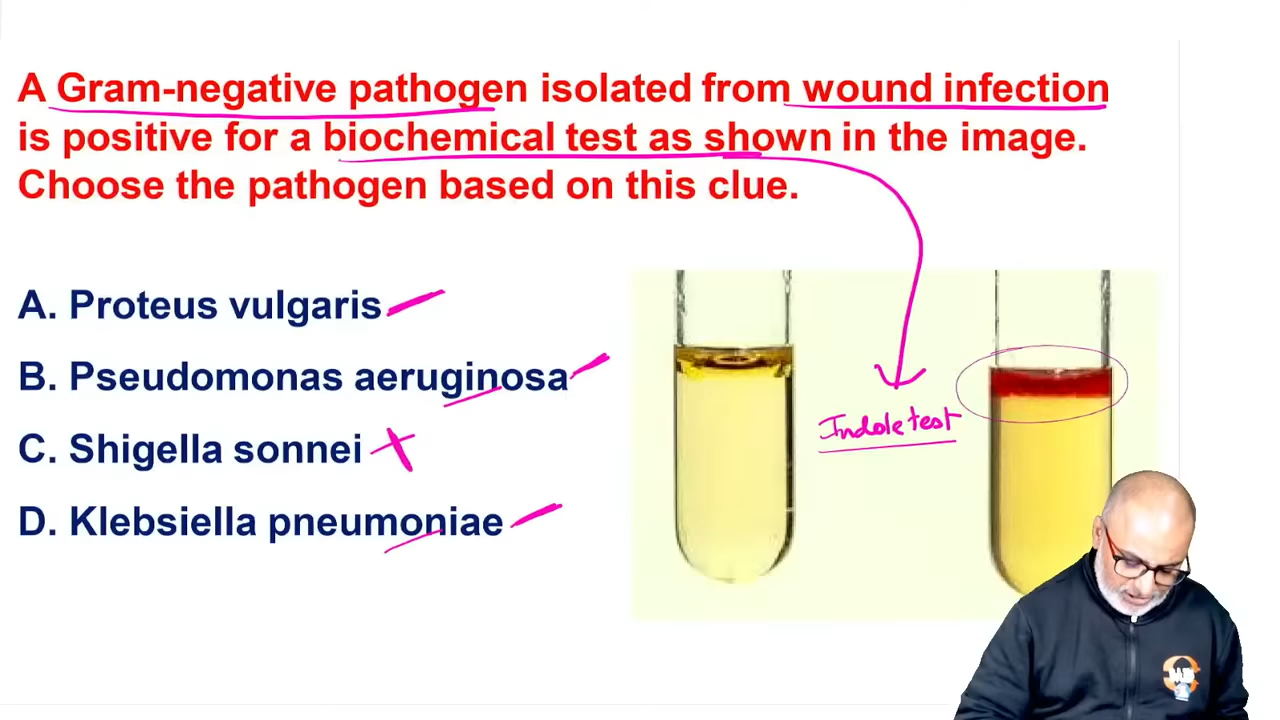 A Gram-negative pathogen isolated from wound infection
is positive for a biochemical test as shown in the image.
Choose the pathogen based on this clue.
A. Proteus vulgaris
B. Pseudomonas aeruginosa
C. Shigella sonnei
D. Klebsiella pneumoniae
Indole test